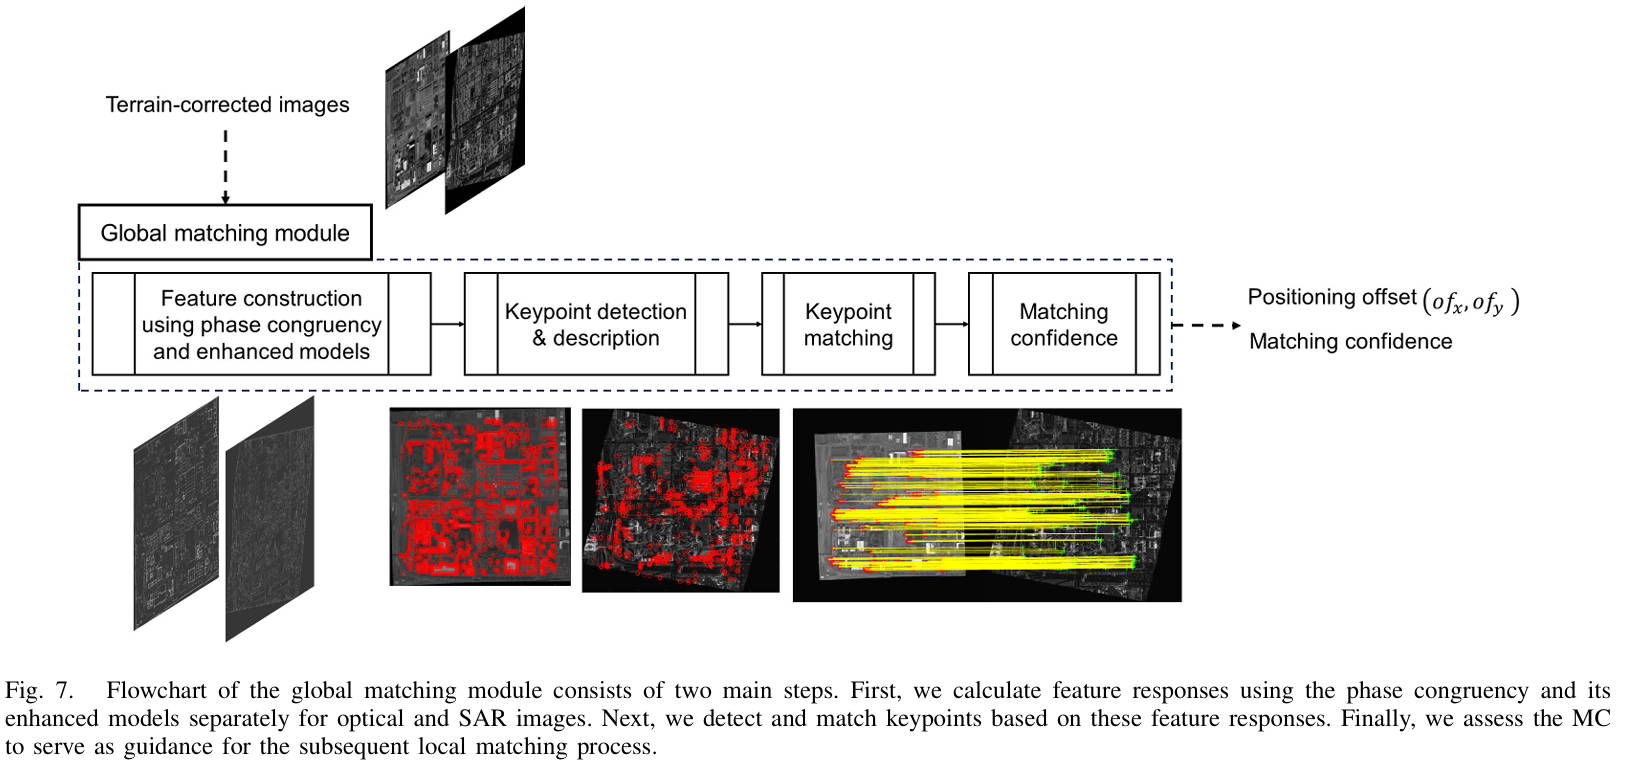 Terrain-corrected images
Global matching module
Feature construction
using phase congruency
and enhanced models
Keypoint detection
& description
Keypoint
matching
Matching
confidence
Positioning offset (of_x, of_y)
Matching confidence
Fig. 7. Flowchart of the global matching module consists of two main steps. First, we calculate feature responses using the phase congruency and its
enhanced models separately for optical and SAR images. Next, we detect and match keypoints based on these feature responses. Finally, we assess the MC
to serve as guidance for the subsequent local matching process.